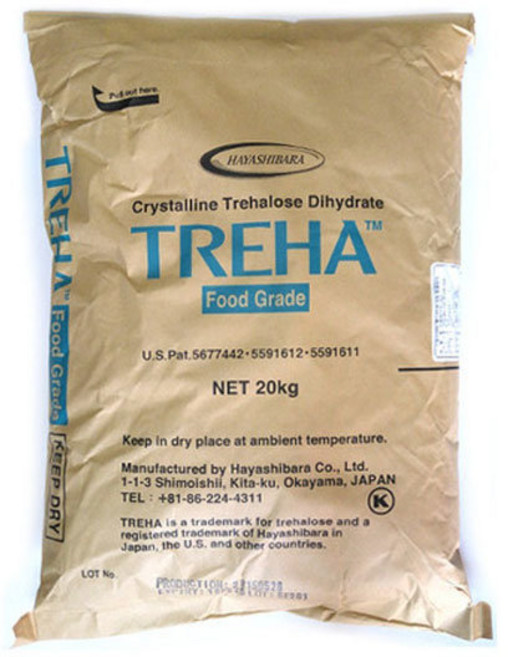 Pull out here.
HAYASHIBARA
Crystalline Trehalose Dihydrate
TREHA™
Food Grade
U.S.Pat.5677442・5591612・5591611
NET 20kg
Keep in dry place at ambient temperature.
Manufactured by Hayashibara Co., Ltd.
1-1-3 Shimoishii, Kita-ku, Okayama, JAPAN
TEL : +81-86-224-4311
K
TREHA is a trademark for trehalose and a
registered trademark of Hayashibara in
Japan, the U.S. and other countries.
LOT No.
PRODUCTION:
TREHA™ Food Grade
KEEP DRY